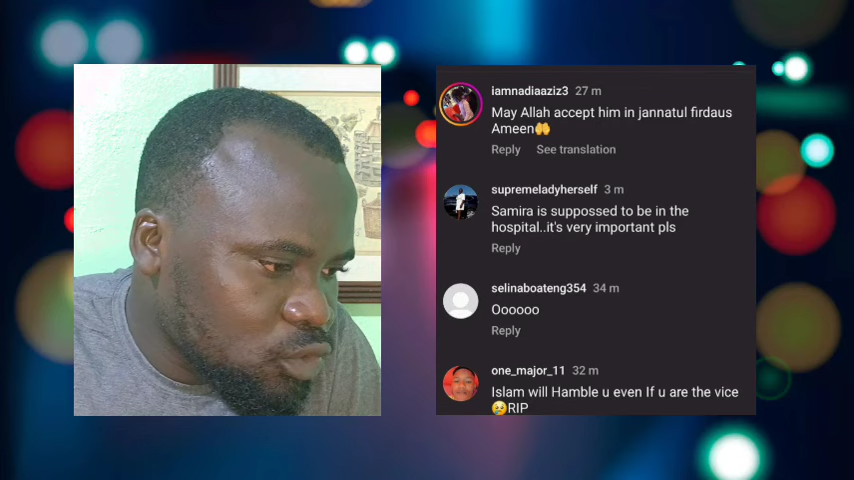 iamnadiaaziz3 27 m
May Allah accept him in jannatul firdaus
Ameen🤲
Reply See translation
supremeladyherself 3 m
Samira is suppossed to be in the
hospital..it's very important pls
Reply
selinaboateng354 34 m
Oooooo
Reply
one_major_11 32 m
Islam will Hamble u even If u are the vice
😢RIP